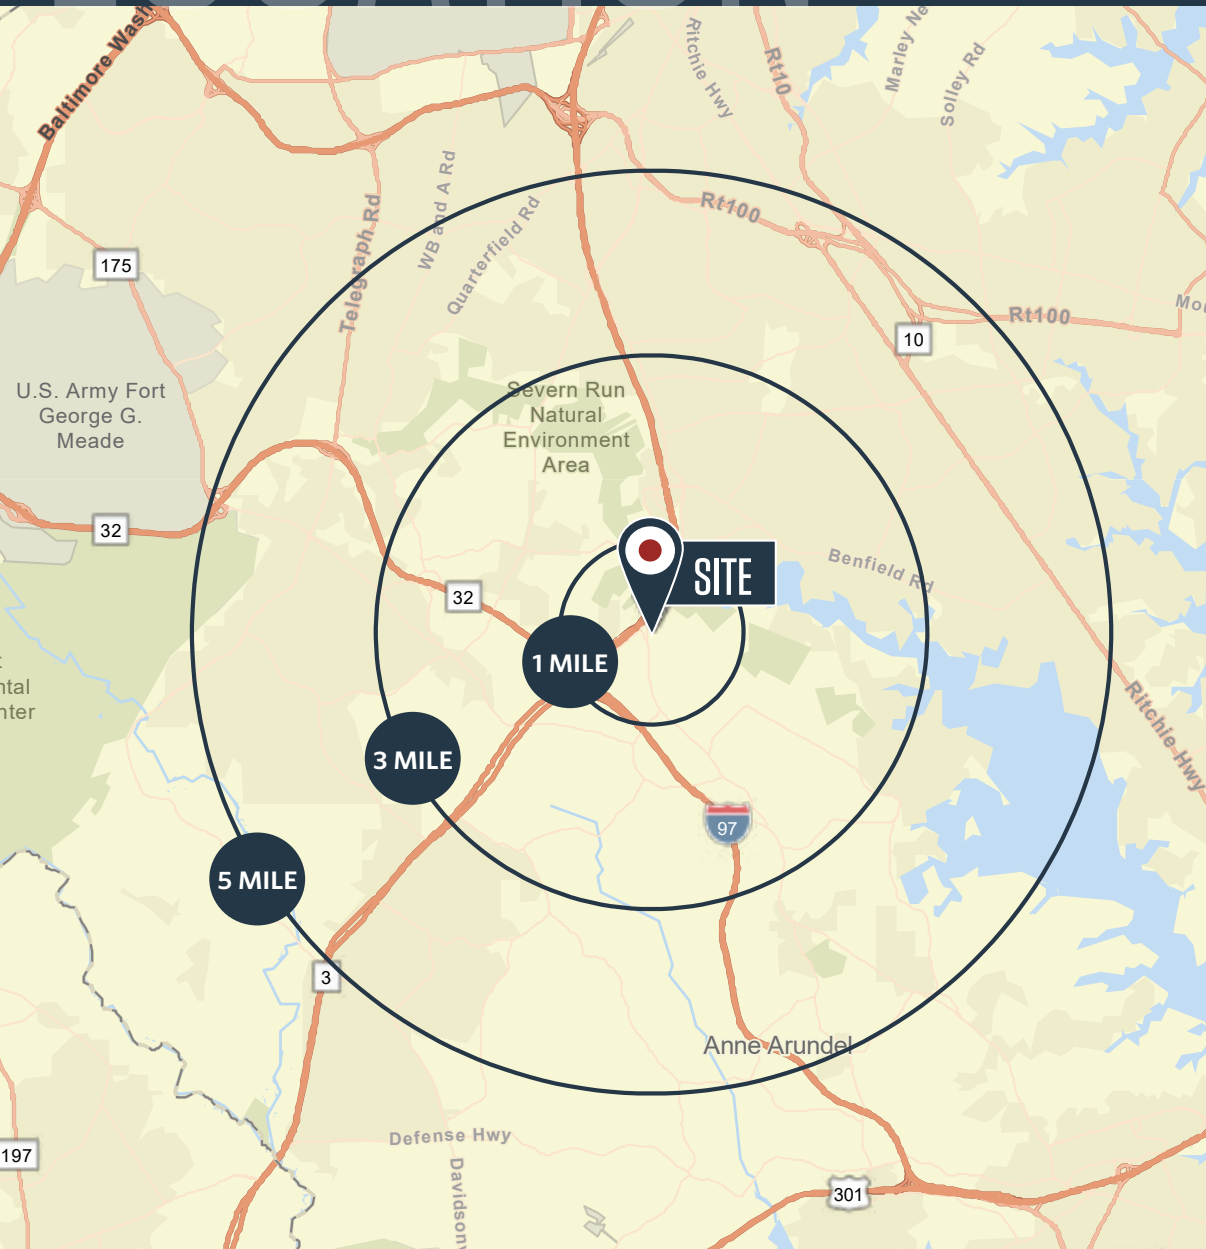 Baltimore Wash
Ritchie Hwy
Rt10
Marley Ne
Solley Rd
WB and A Rd
Telegraph Rd
Quarterfield Rd
Rt100
175
Rt100
10
U.S. Army Fort
George G.
Meade
Severn Run
Natural
Environment
Area
32
SITE
Benfield Rd
32
1 MILE
Ritchie Hwy
3 MILE
97
5 MILE
3
Anne Arundel
Defense Hwy
197
Davidson
301